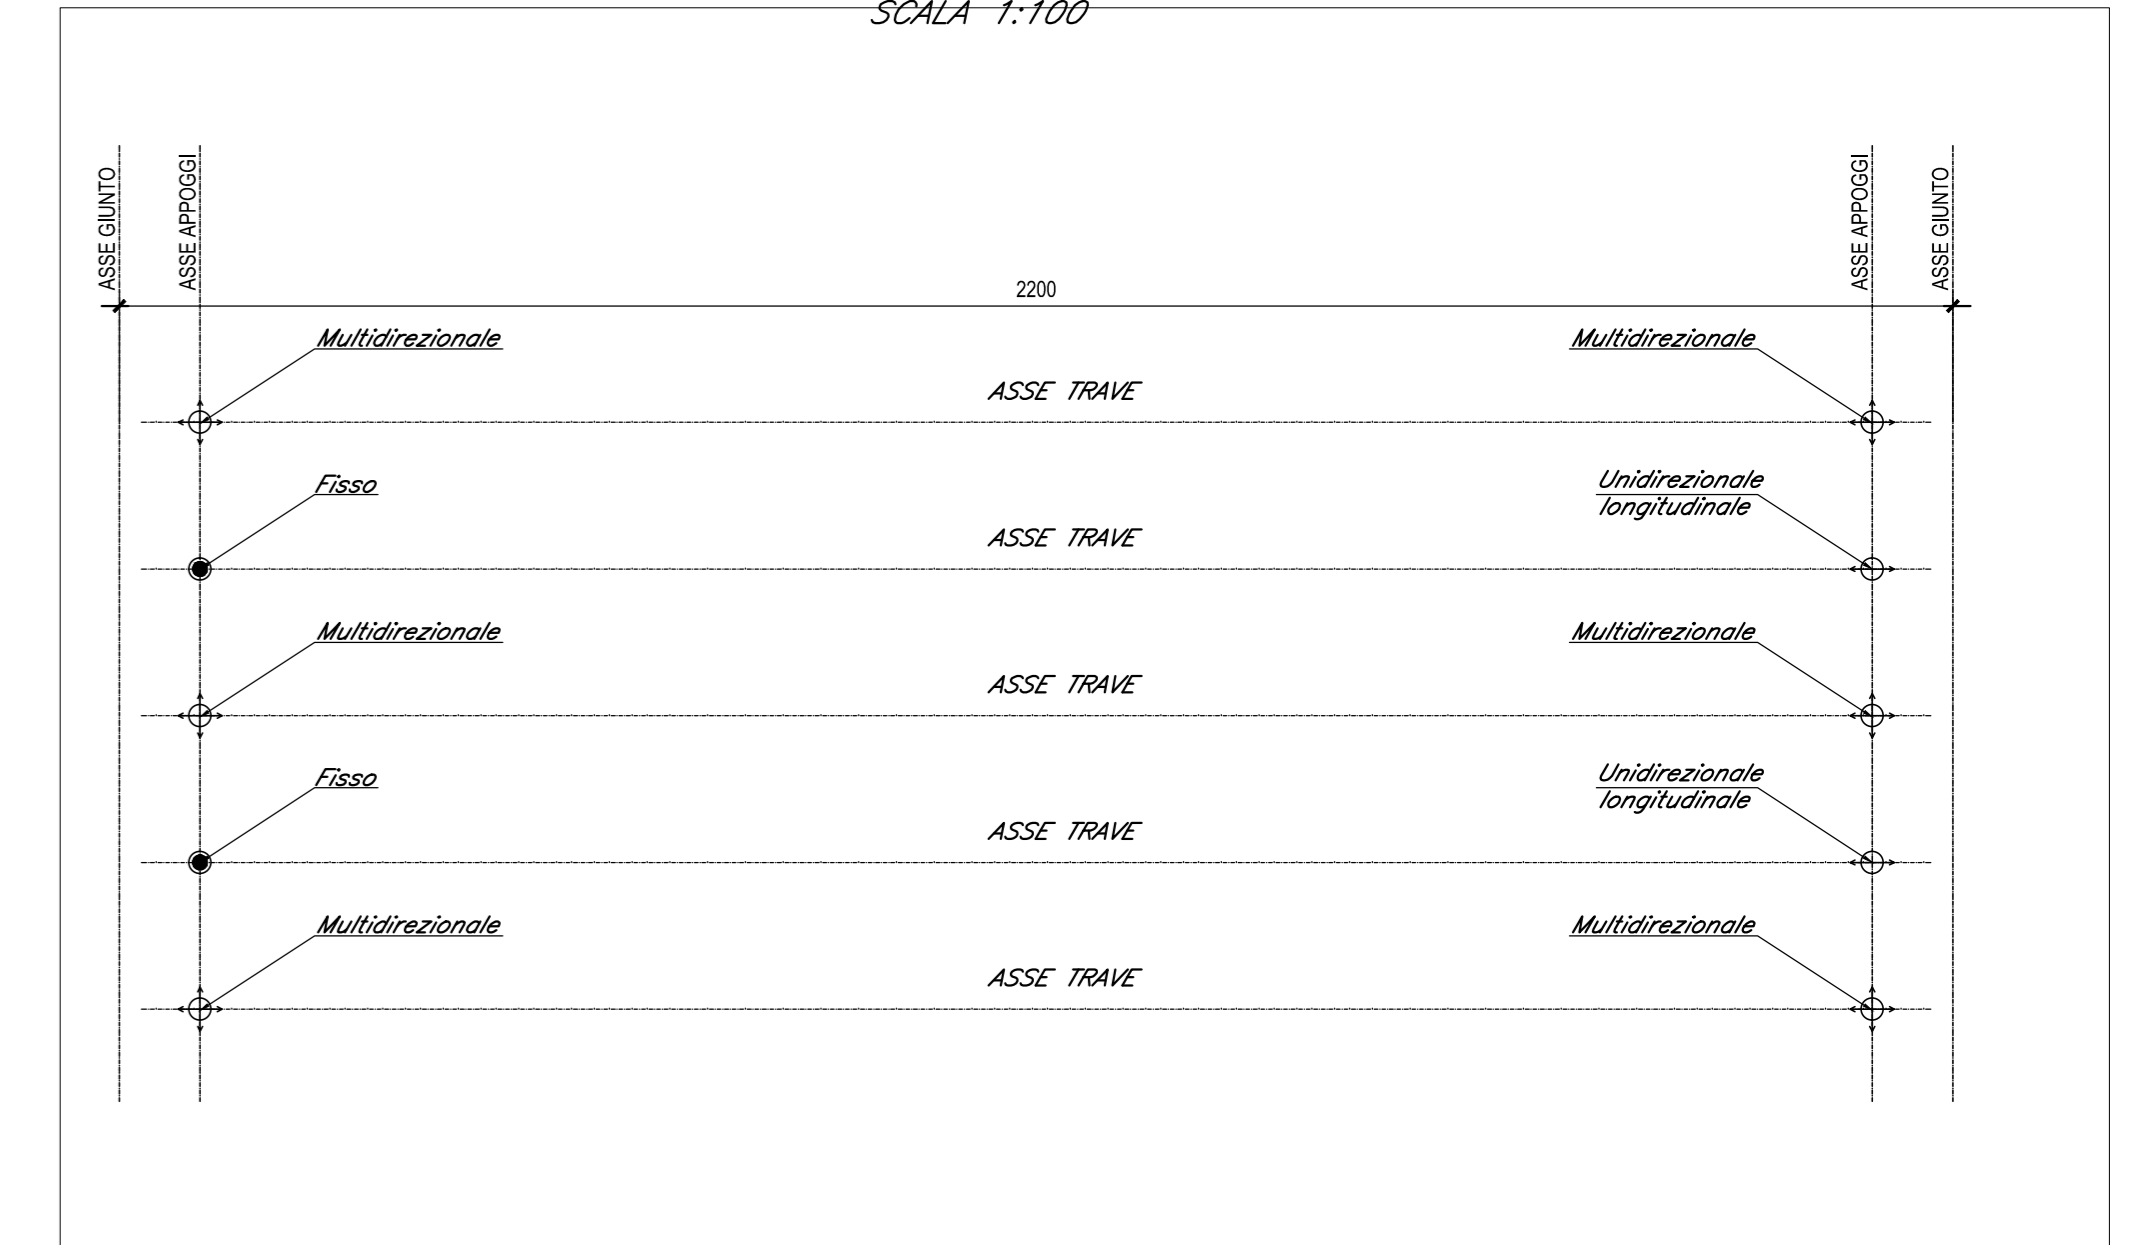 SCALA 1:100
ASSE GIUNTO
ASSE APPOGGI
ASSE APPOGGI
ASSE GIUNTO
2200
Multidirezionale
Multidirezionale
ASSE TRAVE
Fisso
Unidirezionale
longitudinale
ASSE TRAVE
Multidirezionale
Multidirezionale
ASSE TRAVE
Fisso
Unidirezionale
longitudinale
ASSE TRAVE
Multidirezionale
Multidirezionale
ASSE TRAVE